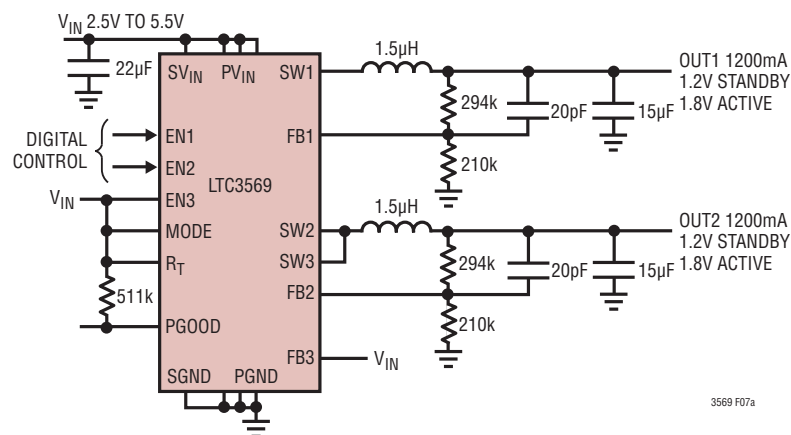 VIN 2.5V TO 5.5V
22µF
SVIN
PVIN
SW1
1.5µH
OUT1 1200mA
1.2V STANDBY
1.8V ACTIVE
294k
20pF
15µF
DIGITAL
CONTROL
EN1
FB1
EN2
210k
LTC3569
VIN
EN3
1.5µH
MODE
SW2
OUT2 1200mA
1.2V STANDBY
1.8V ACTIVE
RT
SW3
294k
20pF
15µF
511k
FB2
PGOOD
210k
FB3
VIN
SGND
PGND
3569 F07a